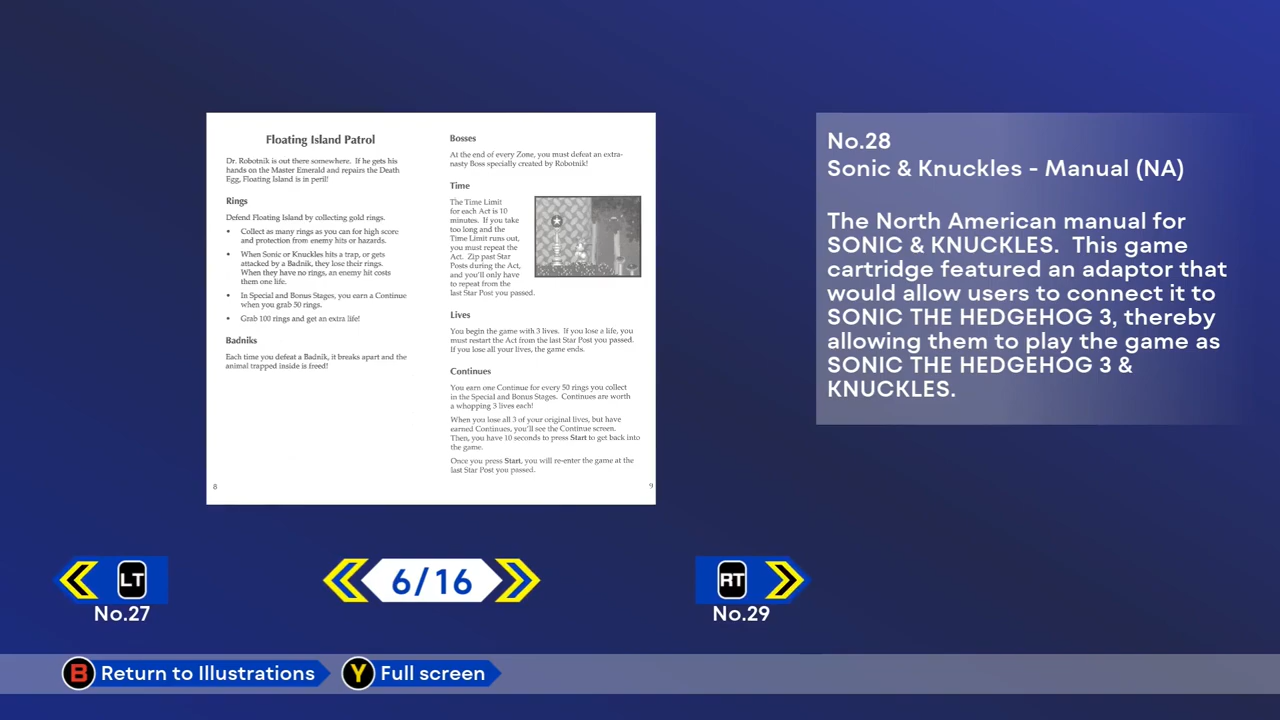 Floating Island Patrol
Dr. Robotnik is out there somewhere. If he gets his
hands on the Master Emerald and repairs the Death
Egg, Floating Island is in peril!
Rings
Defend Floating Island by collecting gold rings.
• Collect as many rings as you can for high score
and protection from enemy hits or hazards.
• When Sonic or Knuckles hits a trap, or gets
attacked by a Badnik, they lose their rings.
When they have no rings, an enemy hit costs
them one life.
• In Special and Bonus Stages, you earn a Continue
when you grab 50 rings.
• Grab 100 rings and get an extra life!
Badniks
Each time you defeat a Badnik, it breaks apart and the
animal trapped inside is freed!
8
Bosses
At the end of every Zone, you must defeat an extra-
nasty Boss specially created by Robotnik!
Time
The Time Limit
for each Act is 10
minutes. If you take
too long and the
Time Limit runs out,
you must repeat the
Act. Zip past Star
Posts during the Act,
and you'll only have
to repeat from the
last Star Post you passed.
Lives
You begin the game with 3 lives. If you lose a life, you
must restart the Act from the last Star Post you passed.
If you lose all your lives, the game ends.
Continues
You earn one Continue for every 50 rings you collect
in the Special and Bonus Stages. Continues are worth
a whopping 3 lives each!
When you lose all 3 of your original lives, but have
earned Continues, you'll see the Continue screen.
Then, you have 10 seconds to press Start to get back into
the game.
Once you press Start, you will re-enter the game at the
last Star Post you passed.
9
No.28
Sonic & Knuckles - Manual (NA)
The North American manual for
SONIC & KNUCKLES. This game
cartridge featured an adaptor that
would allow users to connect it to
SONIC THE HEDGEHOG 3, thereby
allowing them to play the game as
SONIC THE HEDGEHOG 3 &
KNUCKLES.
LT
No.27
6/16
RT
No.29
B Return to Illustrations
Y Full screen